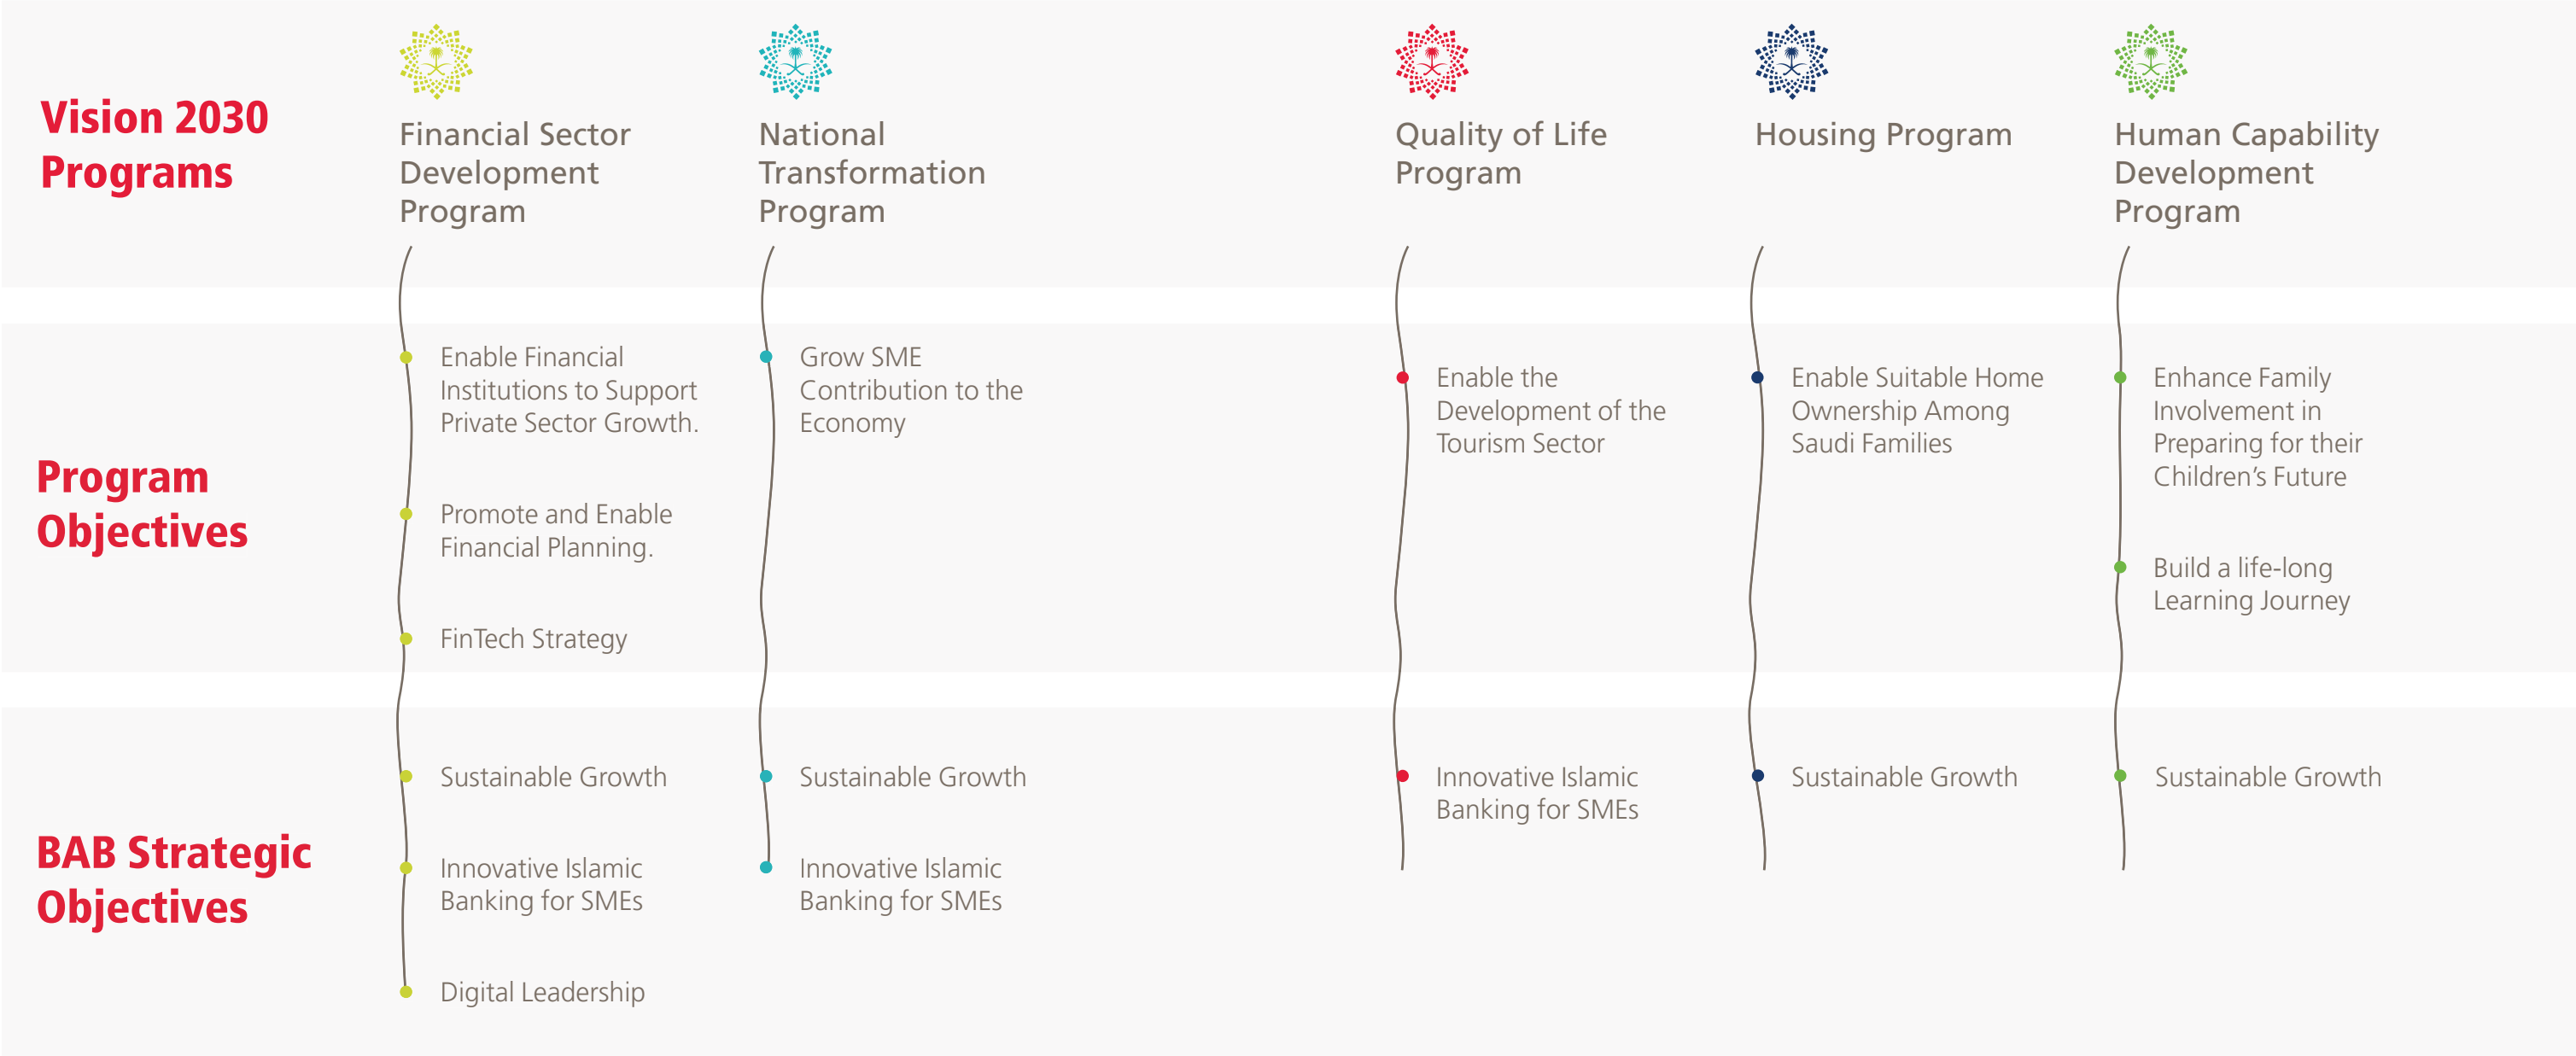 Vision 2030
Programs
Financial Sector
Development
Program
National
Transformation
Program
Quality of Life
Program
Housing Program
Human Capability
Development
Program
Program
Objectives
Enable Financial
Institutions to Support
Private Sector Growth.
Promote and Enable
Financial Planning.
FinTech Strategy
Grow SME
Contribution to the
Economy
Enable the
Development of the
Tourism Sector
Enable Suitable Home
Ownership Among
Saudi Families
Enhance Family
Involvement in
Preparing for their
Children’s Future
Build a life-long
Learning Journey
BAB Strategic
Objectives
Sustainable Growth
Innovative Islamic
Banking for SMEs
Digital Leadership
Sustainable Growth
Innovative Islamic
Banking for SMEs
Innovative Islamic
Banking for SMEs
Sustainable Growth
Sustainable Growth